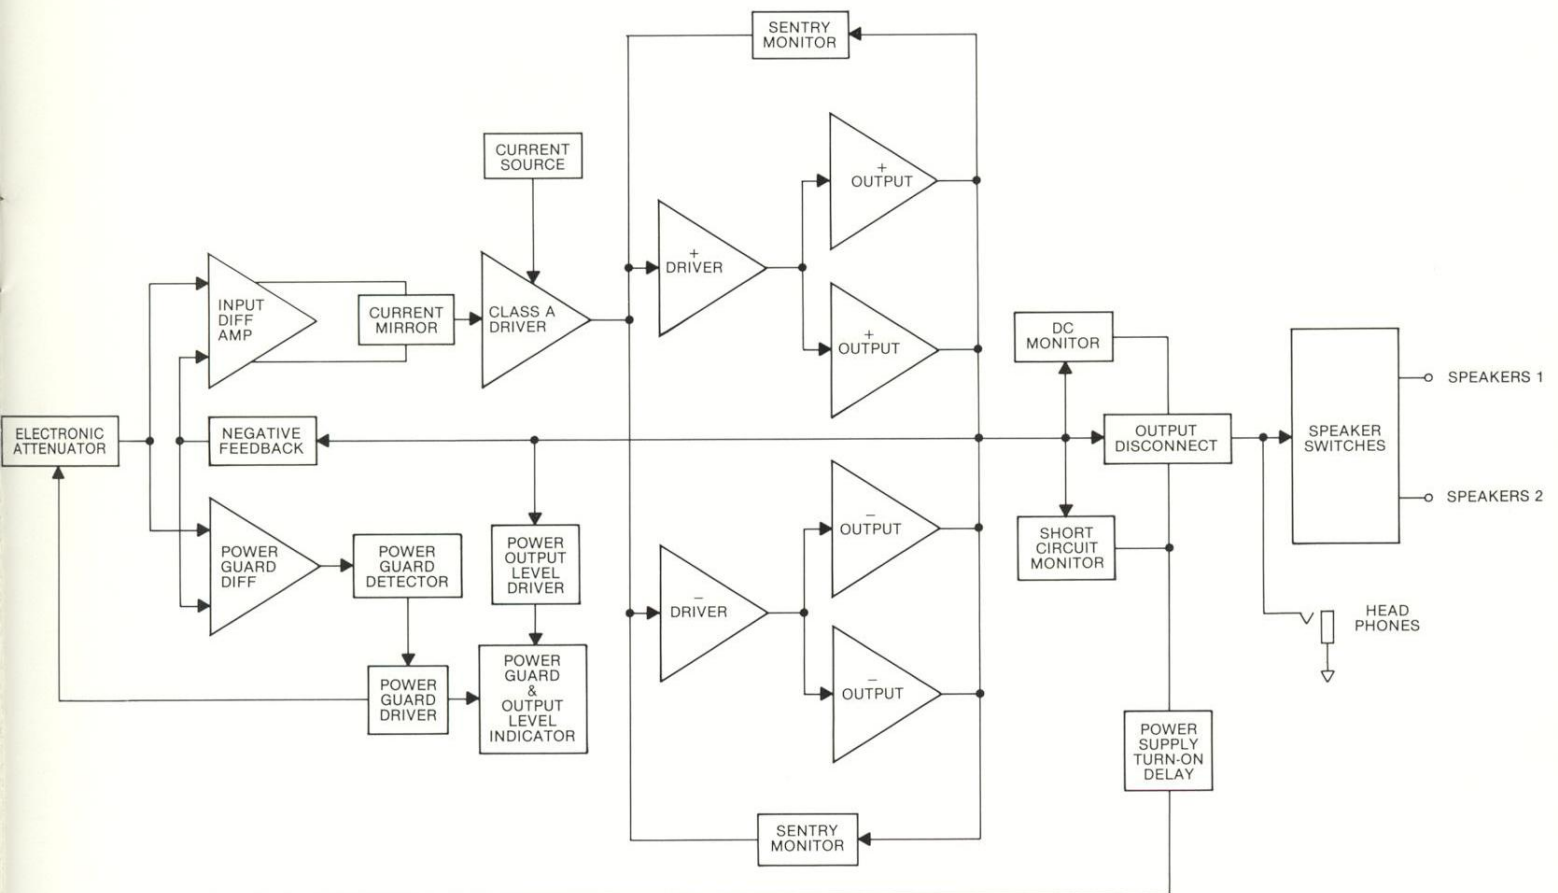 SENTRY
MONITOR
CURRENT
SOURCE
+
OUTPUT
+
DRIVER
INPUT
DIFF
AMP
CURRENT
MIRROR
CLASS A
DRIVER
+
OUTPUT
DC
MONITOR
SPEAKERS 1
ELECTRONIC
ATTENUATOR
NEGATIVE
FEEDBACK
OUTPUT
DISCONNECT
SPEAKER
SWITCHES
SPEAKERS 2
POWER
GUARD
DIFF
POWER
GUARD
DETECTOR
POWER
OUTPUT
LEVEL
DRIVER
−
OUTPUT
SHORT
CIRCUIT
MONITOR
−
DRIVER
HEAD
PHONES
POWER
GUARD
DRIVER
POWER
GUARD
&
OUTPUT
LEVEL
INDICATOR
−
OUTPUT
POWER
SUPPLY
TURN-ON
DELAY
SENTRY
MONITOR